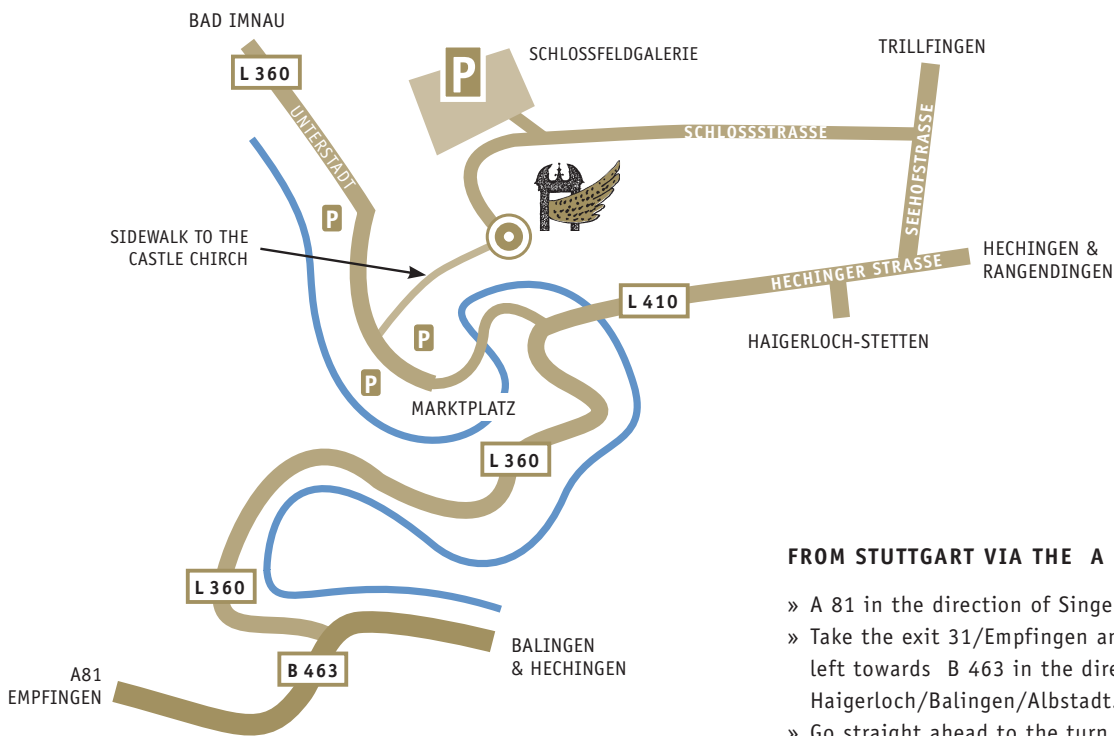 BAD IMNAU
L 360
UNTERSTADT
P
SCHLOSSFELDGALERIE
TRILLFINGEN
SCHLOSSSTRASSE
SEEHOFSTRASSE
P
SIDEWALK TO THE
CASTLE CHIRCH
HECHINGEN &
RANGENDINGEN
HECHINGER STRASSE
L 410
HAIGERLOCH-STETTEN
P
P
MARKTPLATZ
L 360
L 360
B 463
BALINGEN
& HECHINGEN
A81
EMPFINGEN
FROM STUTTGART VIA THE A
» A 81 in the direction of Singe
» Take the exit 31/Empfingen an
left towards B 463 in the dire
Haigerloch/Balingen/Albstadt.
» Go straight ahead to the turn